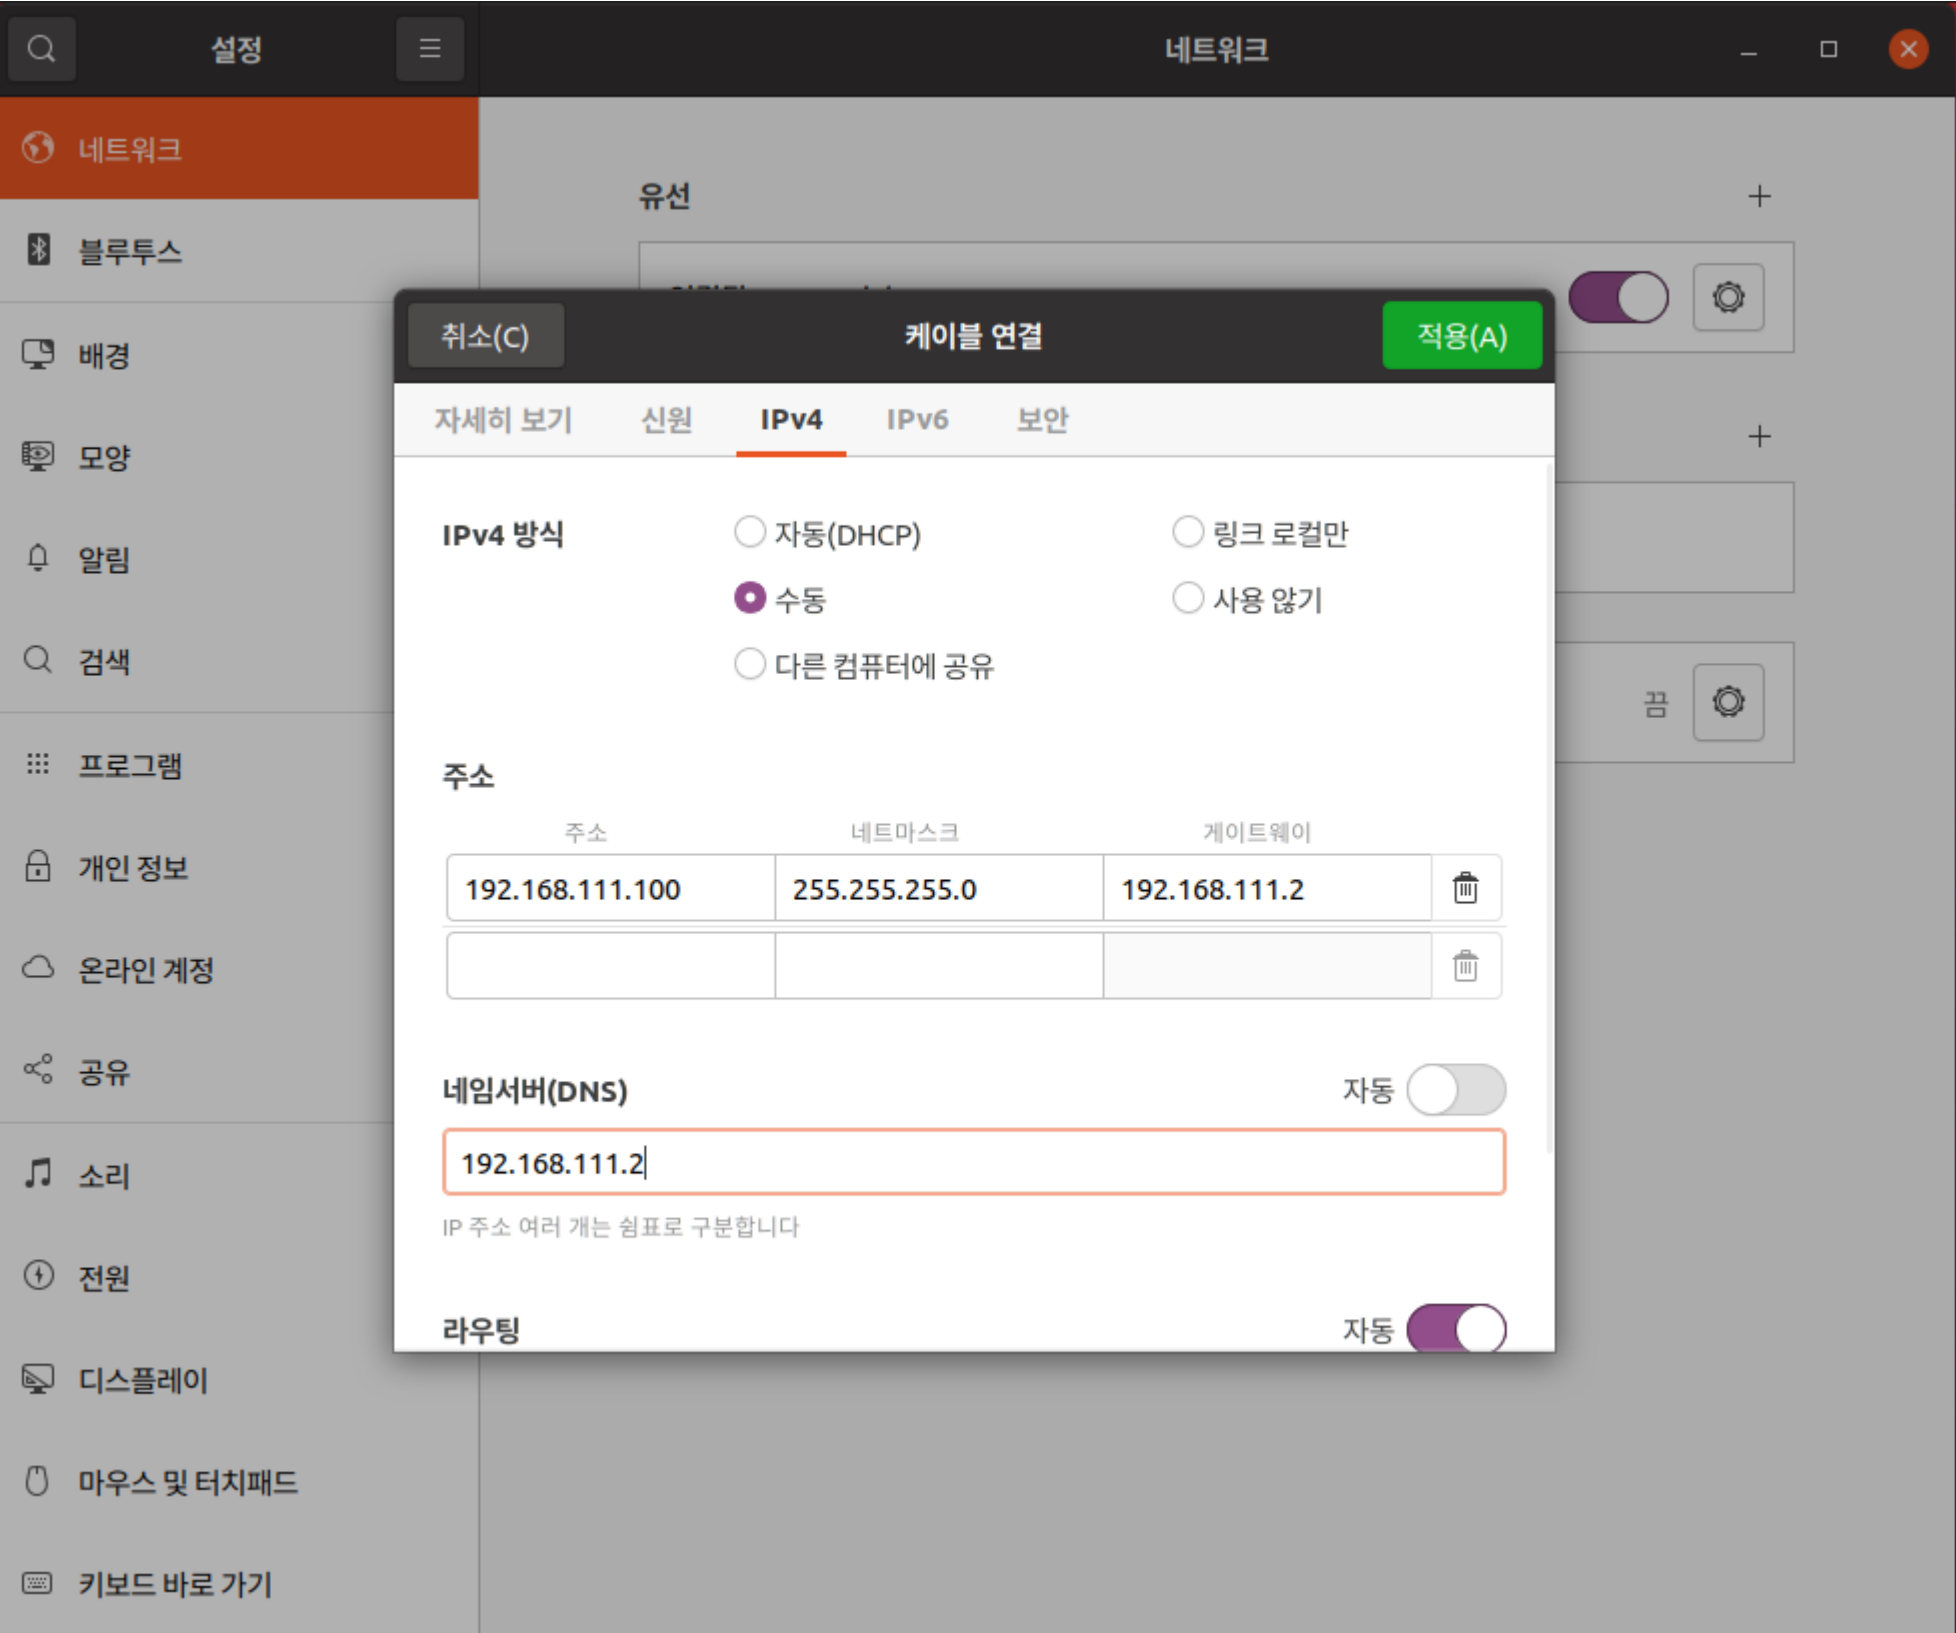 설정
네트워크
네트워크
블루투스
배경
모양
알림
검색
프로그램
개인 정보
온라인 계정
공유
소리
전원
디스플레이
마우스 및 터치패드
키보드 바로 가기
유선
끔
취소(C)
케이블 연결
적용(A)
자세히 보기 신원 IPv4 IPv6 보안
IPv4 방식
자동(DHCP) 링크 로컬만
수동 사용 않기
다른 컴퓨터에 공유
주소
주소 네트마스크 게이트웨이
192.168.111.100 255.255.255.0 192.168.111.2
네임서버(DNS) 자동
192.168.111.2
IP 주소 여러 개는 쉼표로 구분합니다
라우팅 자동